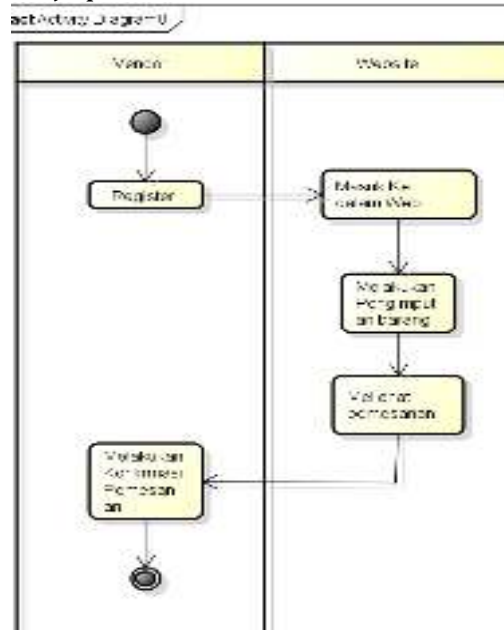 act Activity Diagram0
Vendor
Website
Register
Masuk Ke
dalam Web
Melakukan
Penginput
an barang
Melihat
pemesanan
Melakukan
Konfirmasi
Pemesan
an